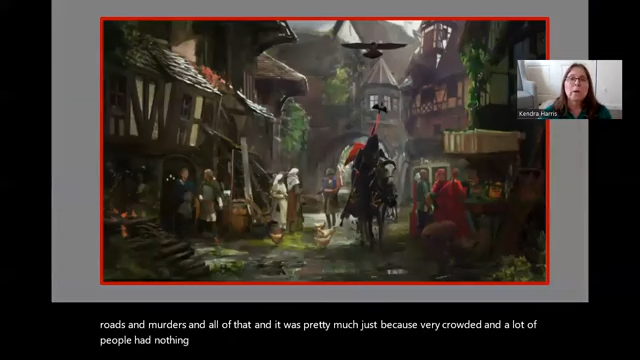 Kendra Harris
roads and murders and all of that and it was pretty much just because very crowded and a lot of
people had nothing